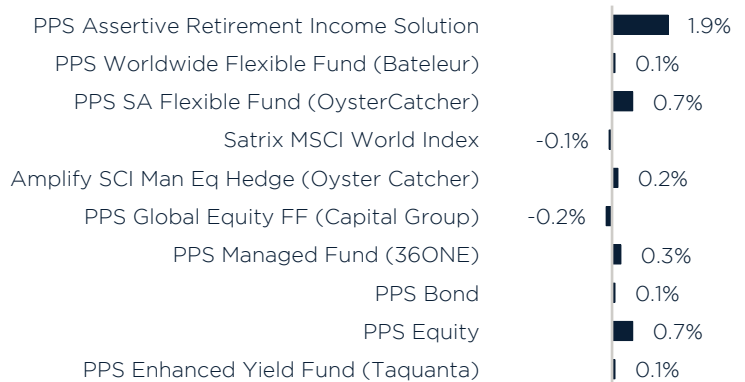 PPS Assertive Retirement Income Solution 1.9%
PPS Worldwide Flexible Fund (Bateleur) 0.1%
PPS SA Flexible Fund (OysterCatcher) 0.7%
Satrix MSCI World Index -0.1%
Amplify SCI Man Eq Hedge (Oyster Catcher) 0.2%
PPS Global Equity FF (Capital Group) -0.2%
PPS Managed Fund (36ONE) 0.3%
PPS Bond 0.1%
PPS Equity 0.7%
PPS Enhanced Yield Fund (Taquanta) 0.1%